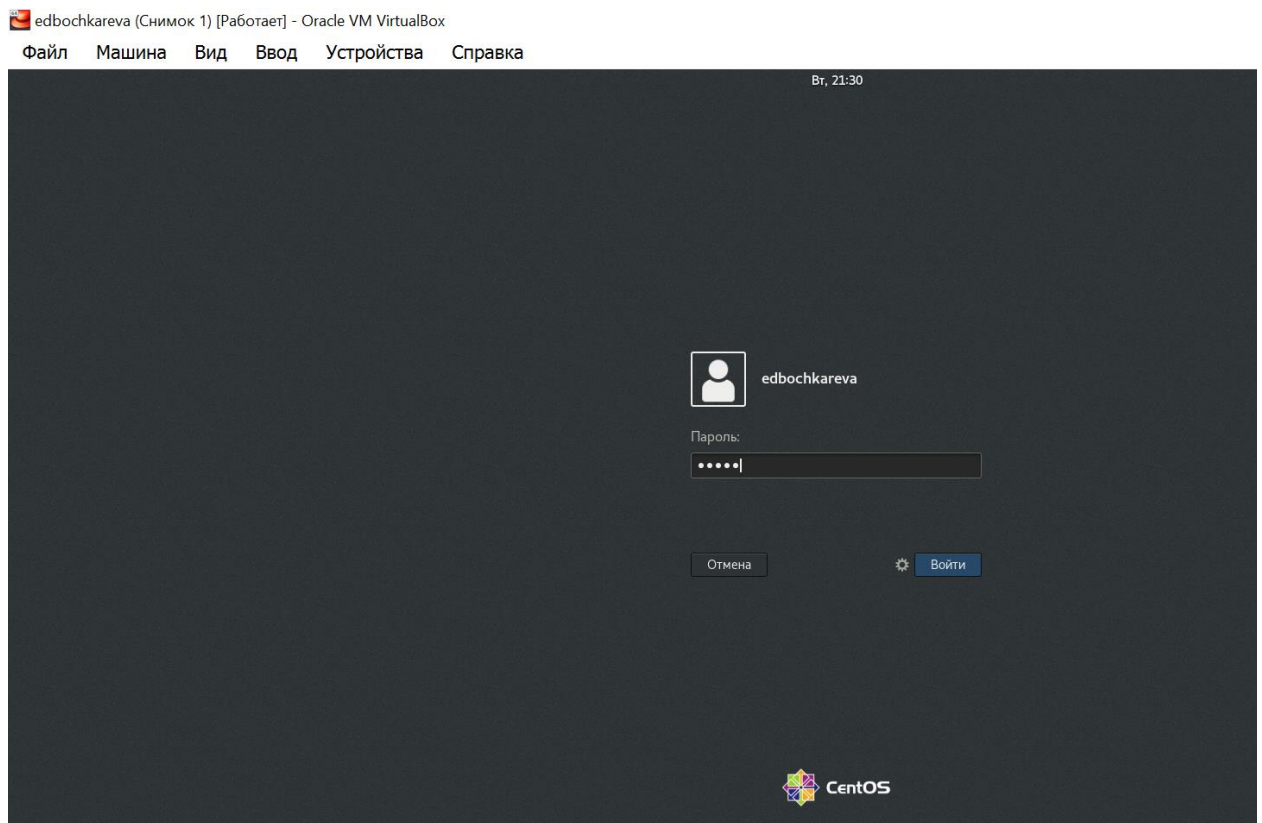 edbochkareva (Снимок 1) [Работает] - Oracle VM VirtualBox
Файл Машина Вид Ввод Устройства Справка
Вт, 21:30
edbochkareva
Пароль:
•••••
Отмена Войти
CentOS